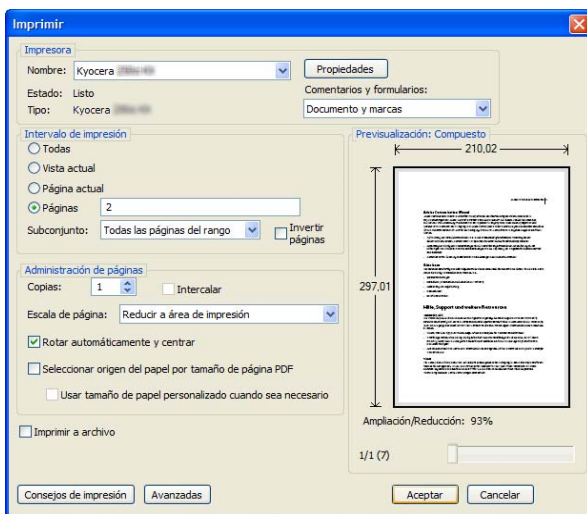 Imprimir
Impresora
Nombre: Kyocera
Propiedades
Estado: Listo
Comentarios y formularios:
Tipo: Kyocera
Documento y marcas
Intervalo de impresión
Todas
Vista actual
Página actual
Páginas 2
Subconjunto: Todas las páginas del rango
Invertir
páginas
Administración de páginas
Copias: 1
Intercalar
Escala de página: Reducir a área de impresión
Rotar automáticamente y centrar
Seleccionar origen del papel por tamaño de página PDF
Usar tamaño de papel personalizado cuando sea necesario
Imprimir a archivo
Previsualización: Compuesto
210,02
297,01
Ampliación/Reducción: 93%
1/1 (7)
Consejos de impresión
Avanzadas
Aceptar
Cancelar